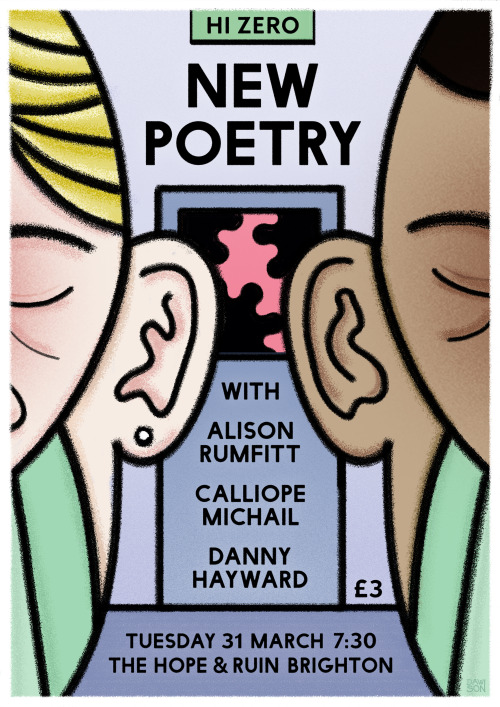 HI ZERO
NEW
POETRY
WITH
ALISON
RUMFITT
CALLIOPE
MICHAIL
DANNY
HAYWARD
£3
TUESDAY 31 MARCH 7:30
THE HOPE & RUIN BRIGHTON